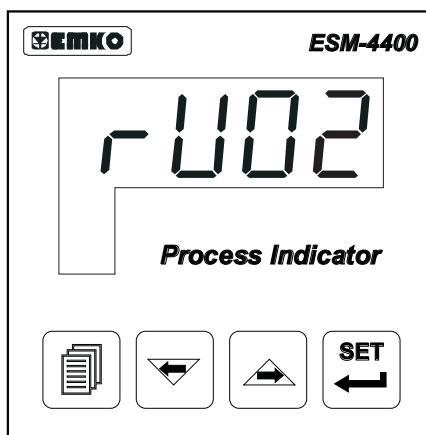 EMKO
ESM-4400
rU02
Process Indicator
SET